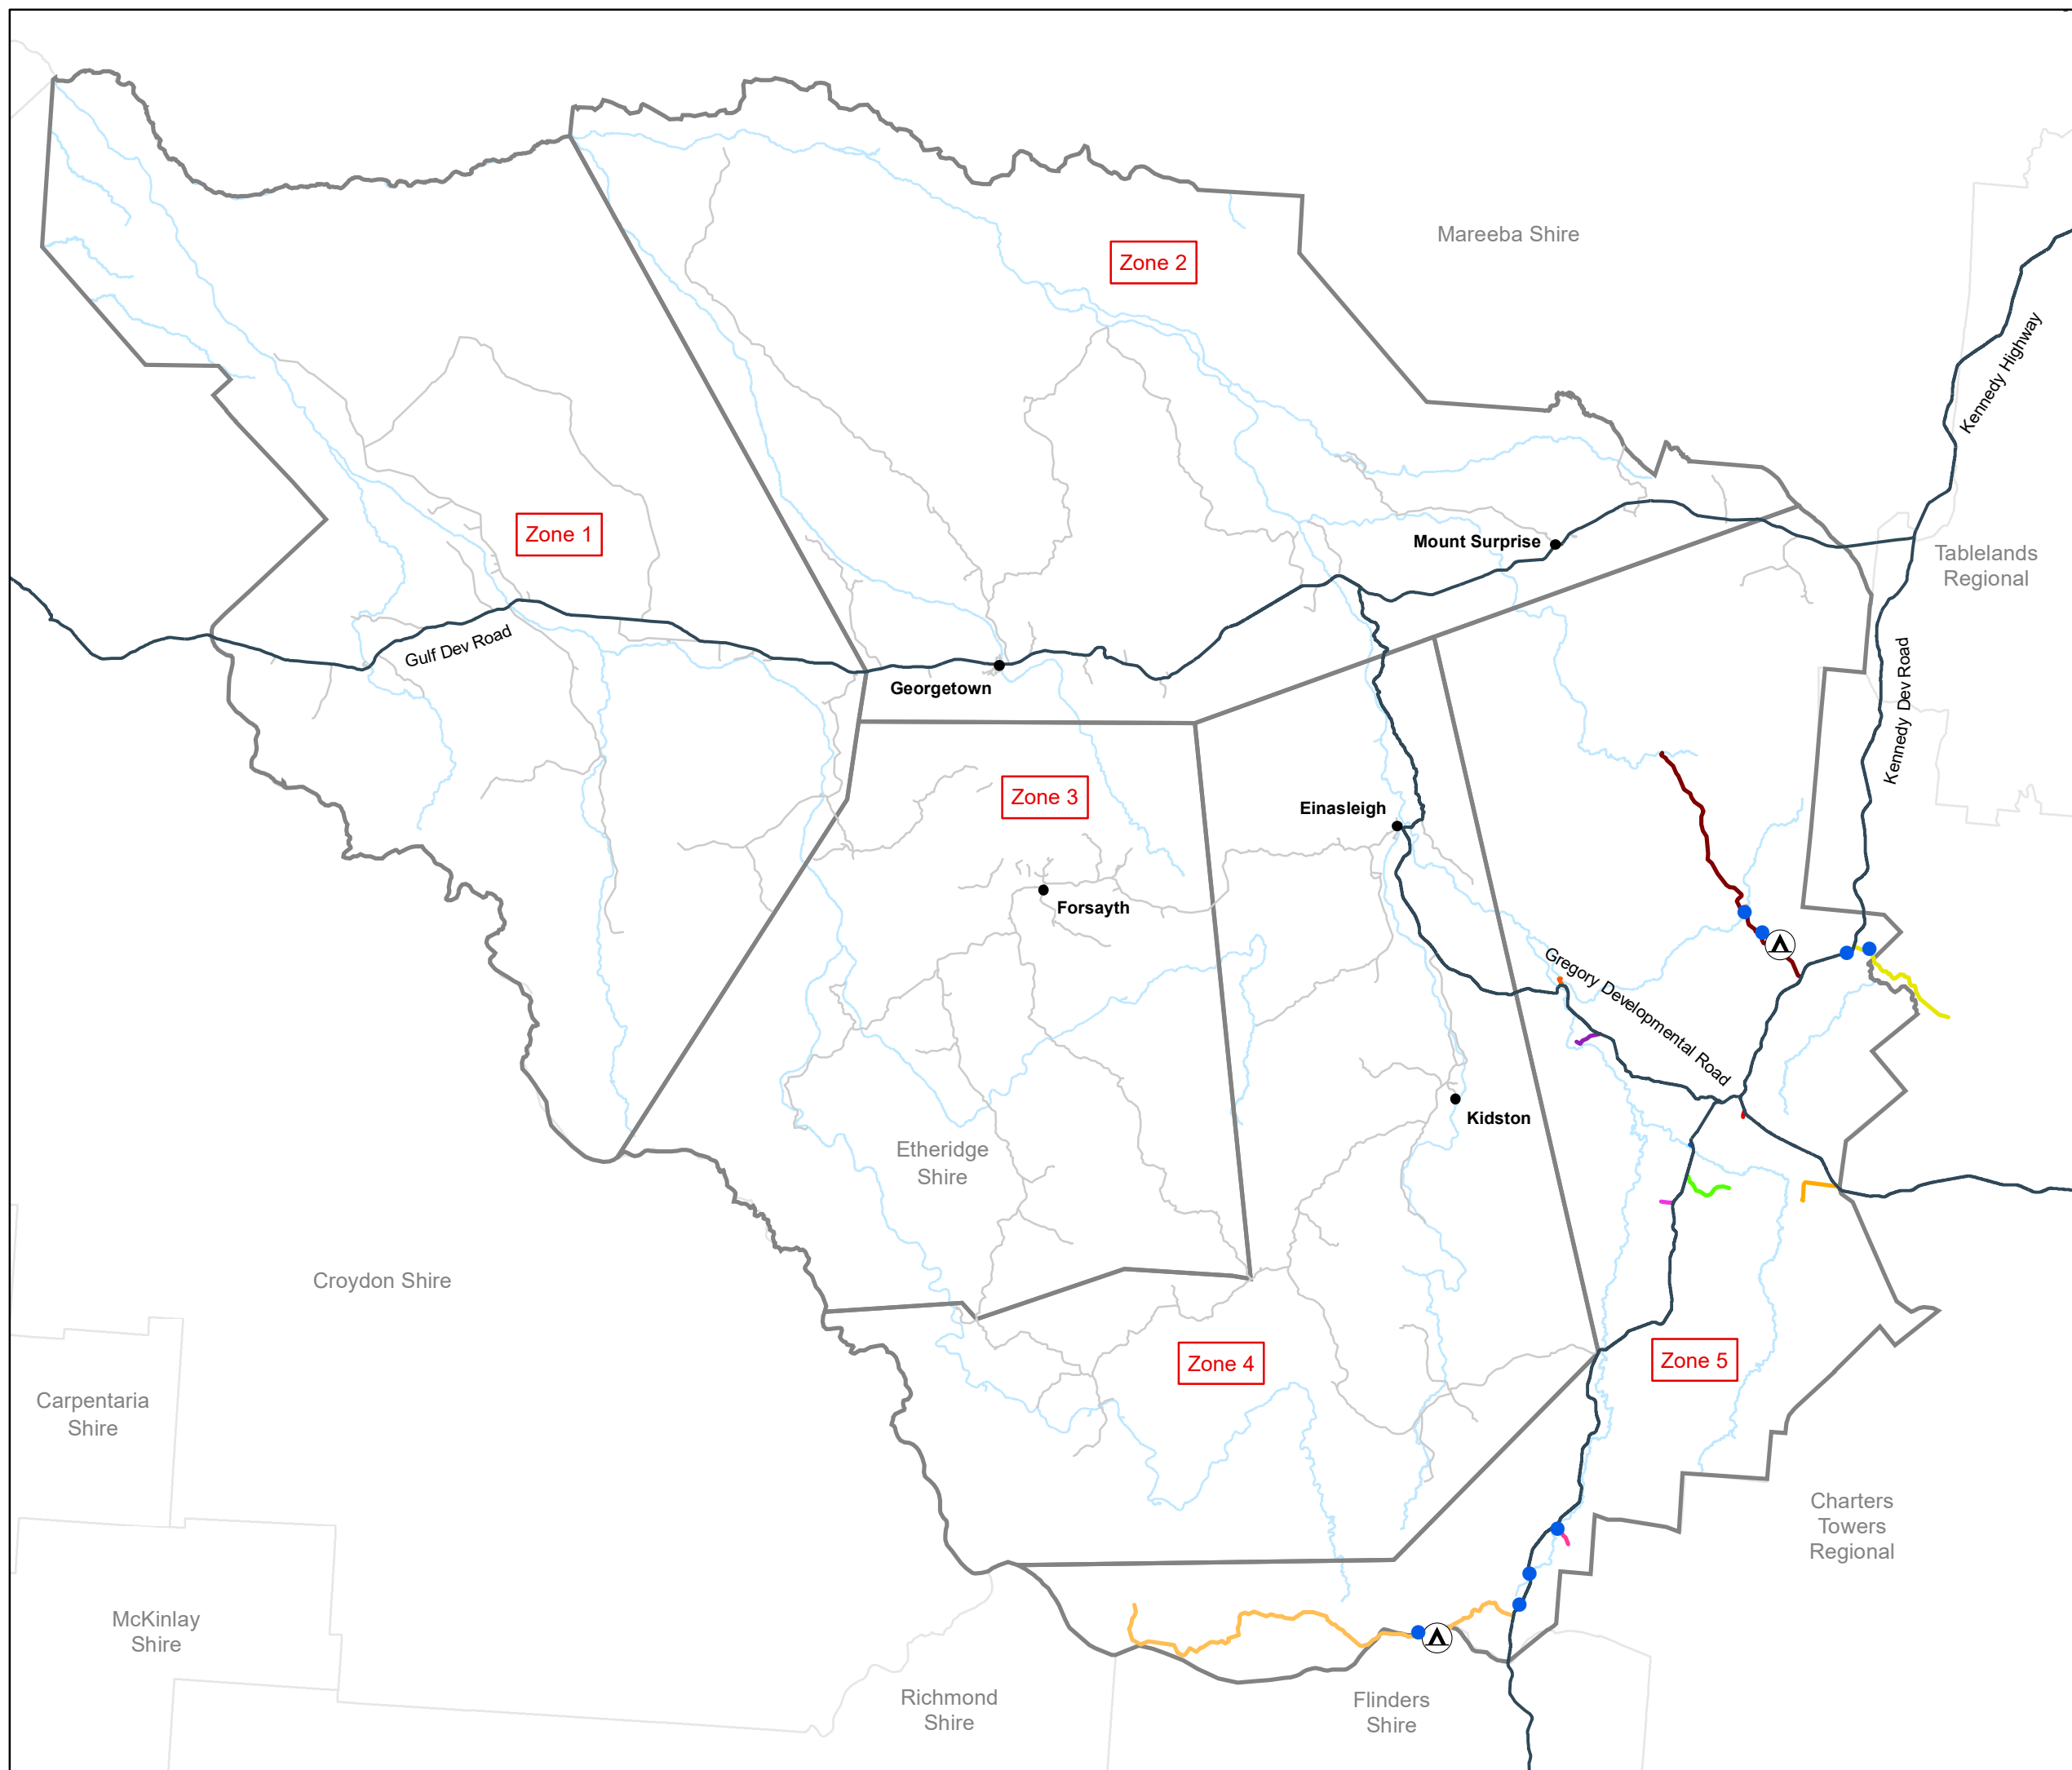 Mareeba Shire
Zone 2
Kennedy Highway
Zone 1
Mount Surprise
Tablelands
Regional
Gulf Dev Road
Georgetown
Kennedy Dev Road
Zone 3
Einasleigh
Forsayth
Gregory Developmental Road
Kidston
Etheridge
Shire
Croydon Shire
Zone 4
Zone 5
Carpentaria
Shire
Charters
Towers
Regional
McKinlay
Shire
Richmond
Shire
Flinders
Shire